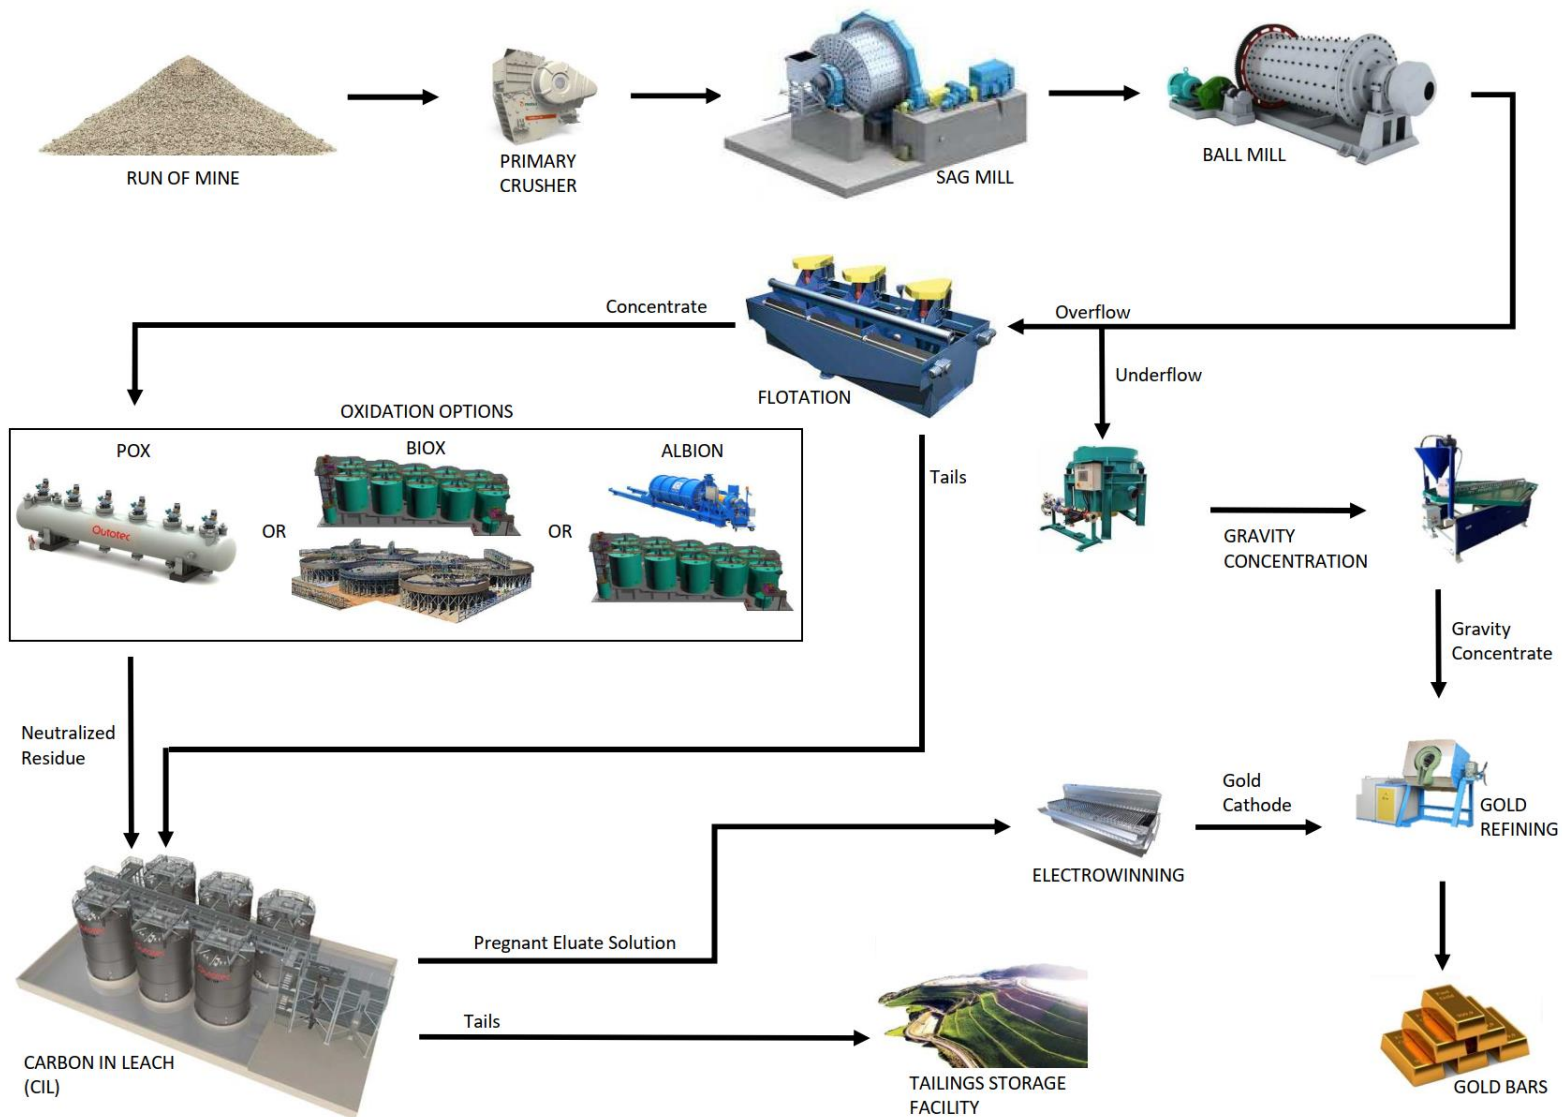 RUN OF MINE
PRIMARY
CRUSHER
SAG MILL
BALL MILL
Concentrate
Overflow
Underflow
FLOTATION
OXIDATION OPTIONS
POX
BIOX
ALBION
Outotec
OR
OR
Tails
GRAVITY
CONCENTRATION
Gravity
Concentrate
Neutralized
Residue
Gold
Cathode
GOLD
REFINING
ELECTROWINNING
Pregnant Eluate Solution
Tails
CARBON IN LEACH
(CIL)
TAILINGS STORAGE
FACILITY
GOLD BARS